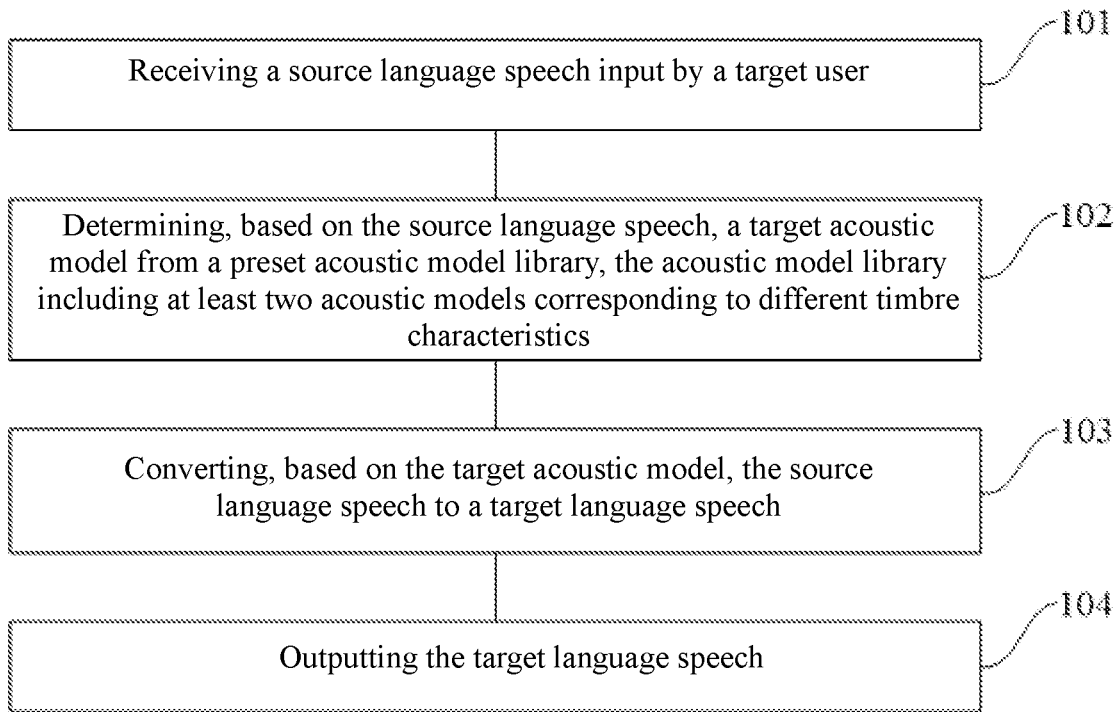 101
Receiving a source language speech input by a target user
102
Determining, based on the source language speech, a target acoustic
model from a preset acoustic model library, the acoustic model library
including at least two acoustic models corresponding to different timbre
characteristics
103
Converting, based on the target acoustic model, the source
language speech to a target language speech
104
Outputting the target language speech